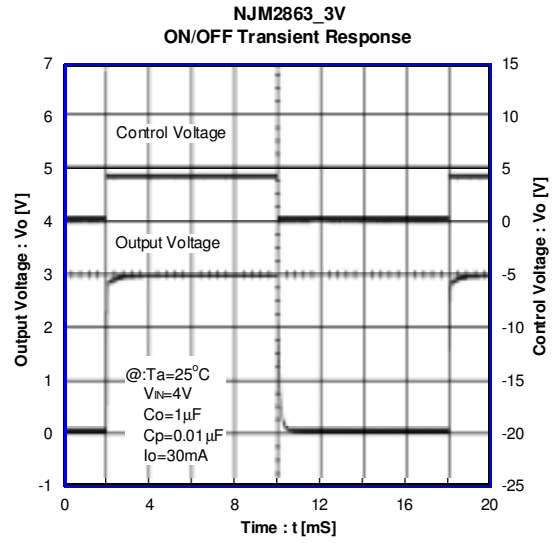 NJM2863_3V
ON/OFF Transient Response
7
6
5
4
3
2
1
0
-1
15
10
5
0
-5
-10
-15
-20
-25
Output Voltage : Vo [V]
Control Voltage : Vo [V]
Control Voltage
Output Voltage
@:Ta=25°C
VIN=4V
Co=1µF
Cp=0.01µF
Io=30mA
0 4 8 12 16 20
Time : t [mS]